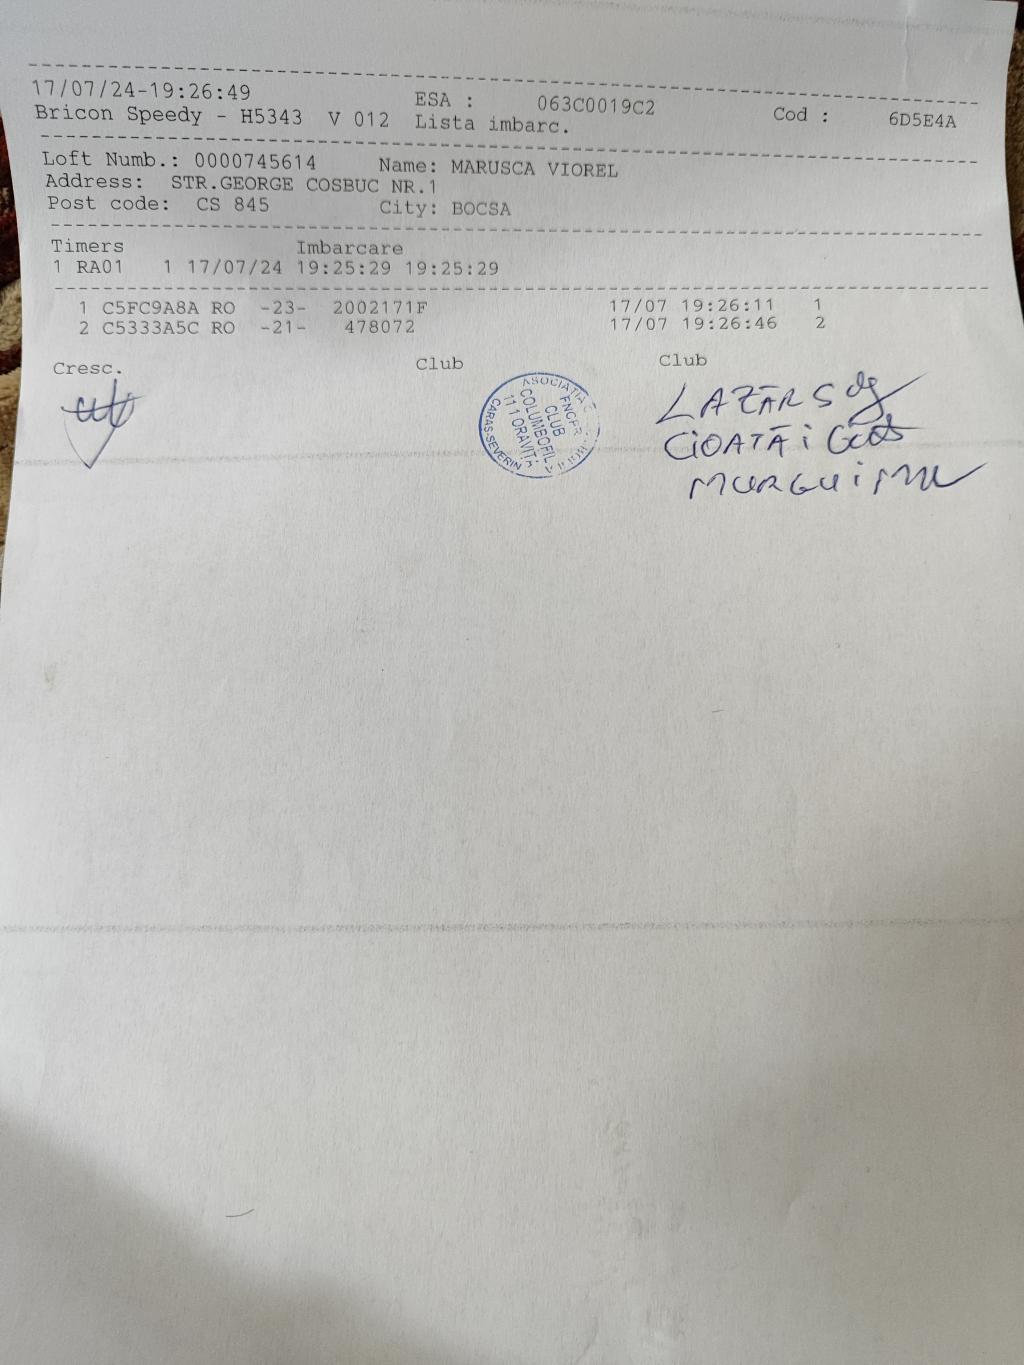 17/07/24-19:26:49 ESA : 063C0019C2 Cod : 6D5E4A
Bricon Speedy - H5343 V 012 Lista imbarc.
Loft Numb.: 0000745614 Name: MARUSCA VIOREL
Address: STR.GEORGE COSBUC NR.1
Post code: CS 845 City: BOCSA
Timers Imbarcare
1 RA01 1 17/07/24 19:25:29 19:25:29
1 C5FC9A8A RO -23- 2002171F 17/07 19:26:11 1
2 C5333A5C RO -21- 478072 17/07 19:26:46 2
Cresc. Club Club
ASOCIATIA
FNCPR
CLUB
COLUMBOFIL
111 ORAVIȚA
CARAS-SEVERIN
LAZĂR S
CIOATĂ i
MURGU i